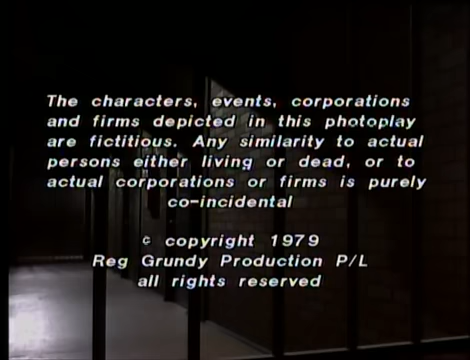 The characters, events, corporations
and firms depicted in this photoplay
are fictitious. Any similarity to actual
persons either living or dead, or to
actual corporations or firms is purely
co-incidental
© copyright 1979
Reg Grundy Production P/L
all rights reserved